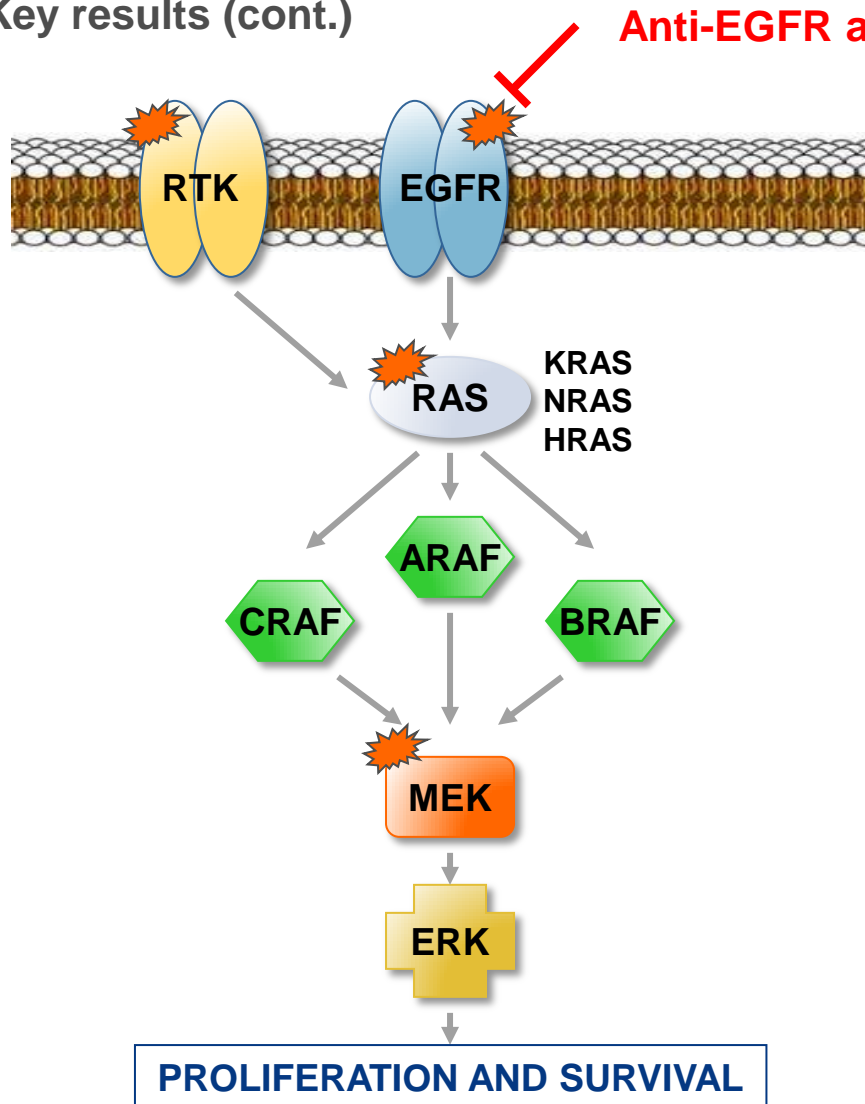 Key results (cont.)
Anti-EGFR a
RTK
EGFR
RAS
KRAS
NRAS
HRAS
ARAF
CRAF
BRAF
MEK
ERK
PROLIFERATION AND SURVIVAL